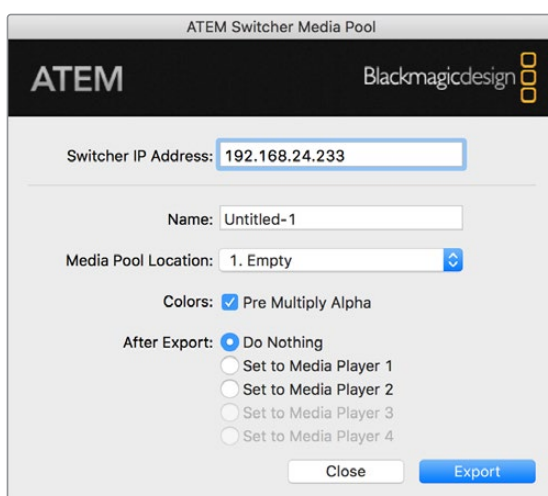 ATEM Switcher Media Pool
ATEM
Blackmagicdesign
Switcher IP Address: 192.168.24.233
Name: Untitled-1
Media Pool Location: 1. Empty
Colors: Pre Multiply Alpha
After Export: Do Nothing
Set to Media Player 1
Set to Media Player 2
Set to Media Player 3
Set to Media Player 4
Close Export